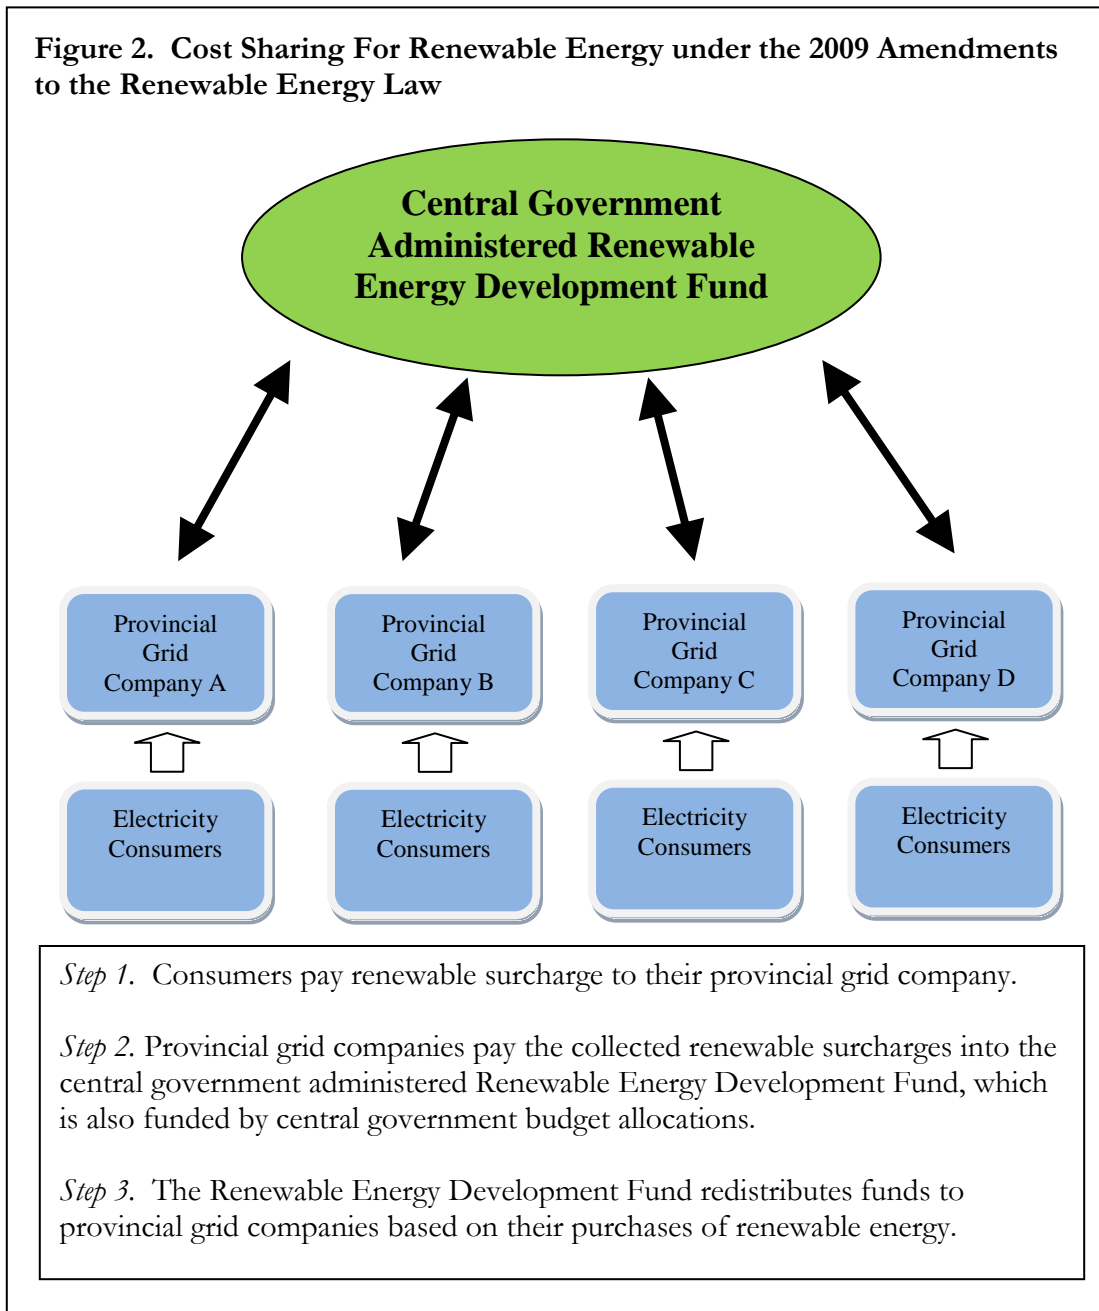 Figure 2.  Cost Sharing For Renewable Energy under the 2009 Amendments
to the Renewable Energy Law
Central Government
Administered Renewable
Energy Development Fund
Provincial
Grid
Company A
Provincial
Grid
Company B
Provincial
Grid
Company C
Provincial
Grid
Company D
Electricity
Consumers
Electricity
Consumers
Electricity
Consumers
Electricity
Consumers
Step 1.  Consumers pay renewable surcharge to their provincial grid company.
Step 2. Provincial grid companies pay the collected renewable surcharges into the
central government administered Renewable Energy Development Fund, which
is also funded by central government budget allocations.
Step 3.  The Renewable Energy Development Fund redistributes funds to
provincial grid companies based on their purchases of renewable energy.